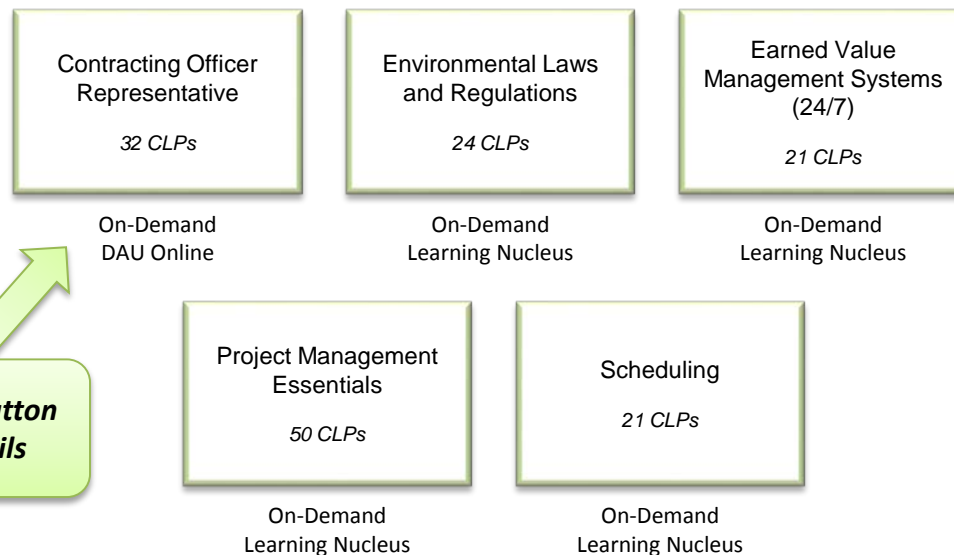 Contracting Officer
Representative
32 CLPs
On-Demand
DAU Online
Environmental Laws
and Regulations
24 CLPs
On-Demand
Learning Nucleus
Earned Value
Management Systems
(24/7)
21 CLPs
On-Demand
Learning Nucleus
Project Management
Essentials
50 CLPs
On-Demand
Learning Nucleus
Scheduling
21 CLPs
On-Demand
Learning Nucleus